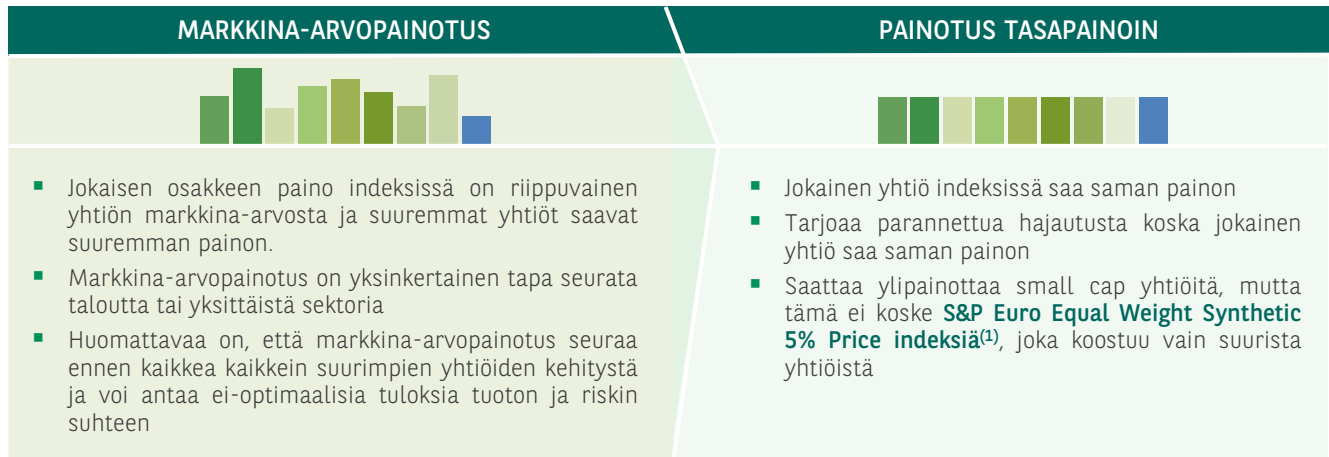 MARKKINA-ARVOPAINOTUS
▪ Jokaisen osakkeen paino indeksissä on riippuvainen
yhtiön markkina-arvosta ja suuremmat yhtiöt saavat
suuremman painon.
▪ Markkina-arvopainotus on yksinkertainen tapa seurata
taloutta tai yksittäistä sektoria
▪ Huomattavaa on, että markkina-arvopainotus seuraa
ennen kaikkea kaikkein suurimpien yhtiöiden kehitystä
ja voi antaa ei-optimaalisia tuloksia tuoton ja riskin
suhteen
PAINOTUS TASAPAINOIN
▪ Jokainen yhtiö indeksissä saa saman painon
▪ Tarjoaa parannettua hajautusta koska jokainen
yhtiö saa saman painon
▪ Saattaa ylipainottaa small cap yhtiöitä, mutta
tämä ei koske S&P Euro Equal Weight Synthetic
5% Price indeksiä(1), joka koostuu vain suurista
yhtiöistä